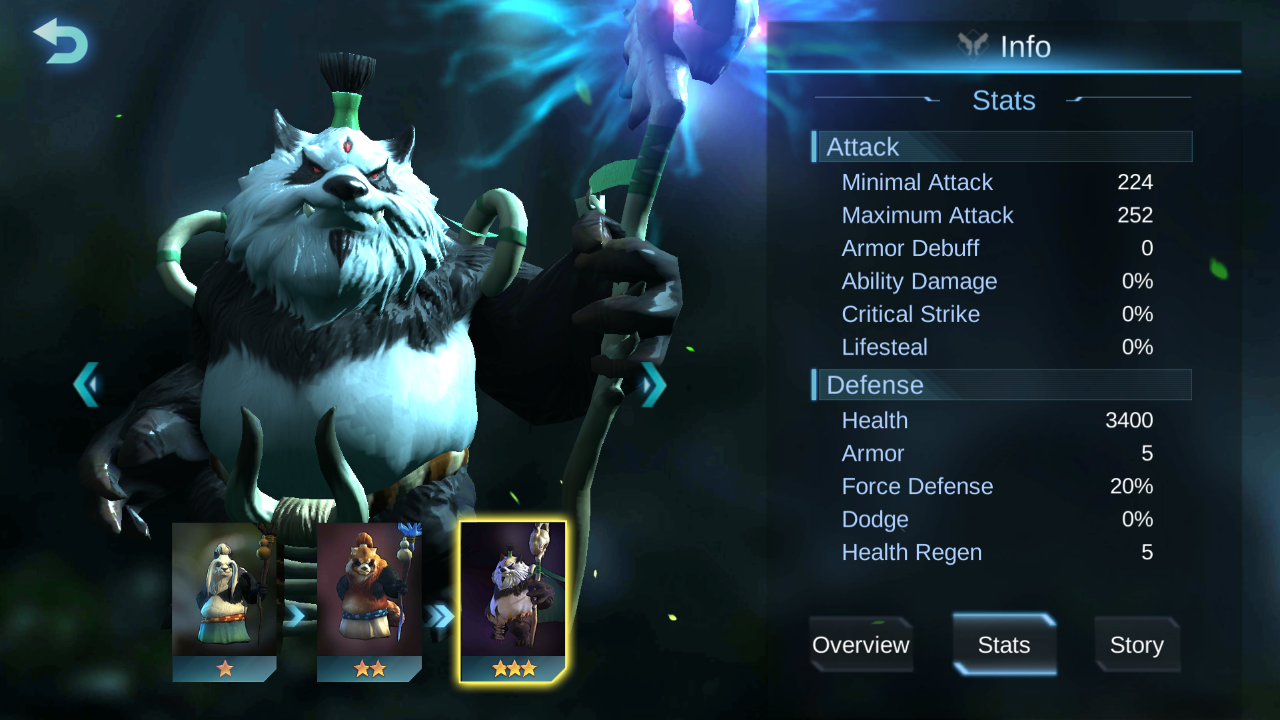 Info
Stats
Attack
Minimal Attack 224
Maximum Attack 252
Armor Debuff 0
Ability Damage 0%
Critical Strike 0%
Lifesteal 0%
Defense
Health 3400
Armor 5
Force Defense 20%
Dodge 0%
Health Regen 5
Overview Stats Story